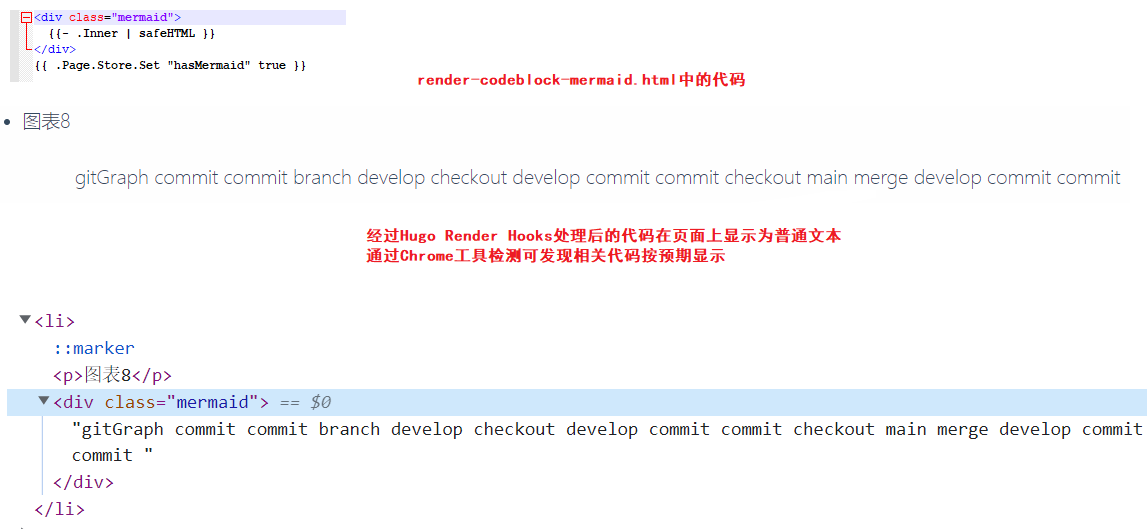 <div class="mermaid">
{{- .Inner | safeHTML }}
</div>
{{ .Page.Store.Set "hasMermaid" true }}
render-codeblock-mermaid.html中的代码
• 图表8
gitGraph commit commit branch develop checkout develop commit commit checkout main merge develop commit commit
经过Hugo Render Hooks处理后的代码在页面上显示为普通文本
通过Chrome工具检测可发现相关代码按预期显示
▼<li>
::marker
<p>图表8</p>
▼<div class="mermaid"> == $0
"gitGraph commit commit branch develop checkout develop commit commit checkout main merge develop commit
commit "
</div>
</li>